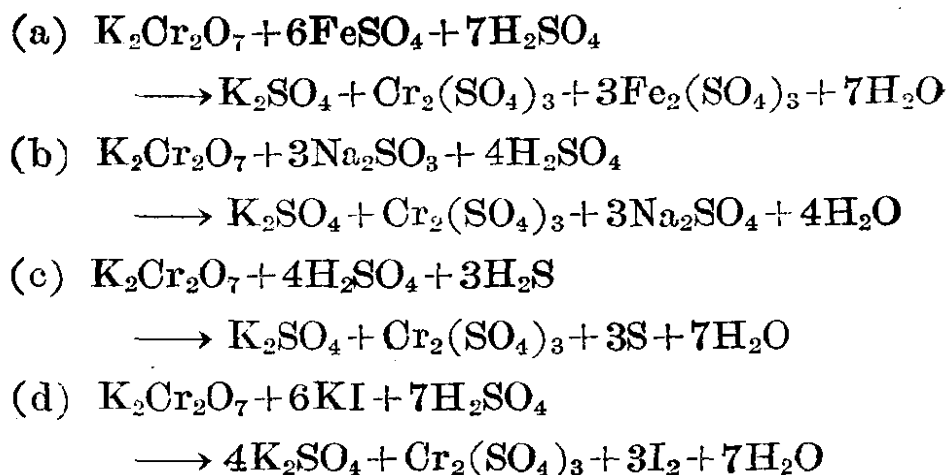 (a) K₂Cr₂O₇+6FeSO₄+7H₂SO₄
⟶K₂SO₄+Cr₂(SO₄)₃+3Fe₂(SO₄)₃+7H₂O
(b) K₂Cr₂O₇+3Na₂SO₃+4H₂SO₄
⟶ K₂SO₄+Cr₂(SO₄)₃+3Na₂SO₄+4H₂O
(c) K₂Cr₂O₇+4H₂SO₄+3H₂S
⟶ K₂SO₄+Cr₂(SO₄)₃+3S+7H₂O
(d) K₂Cr₂O₇+6KI+7H₂SO₄
⟶ 4K₂SO₄+Cr₂(SO₄)₃+3I₂+7H₂O